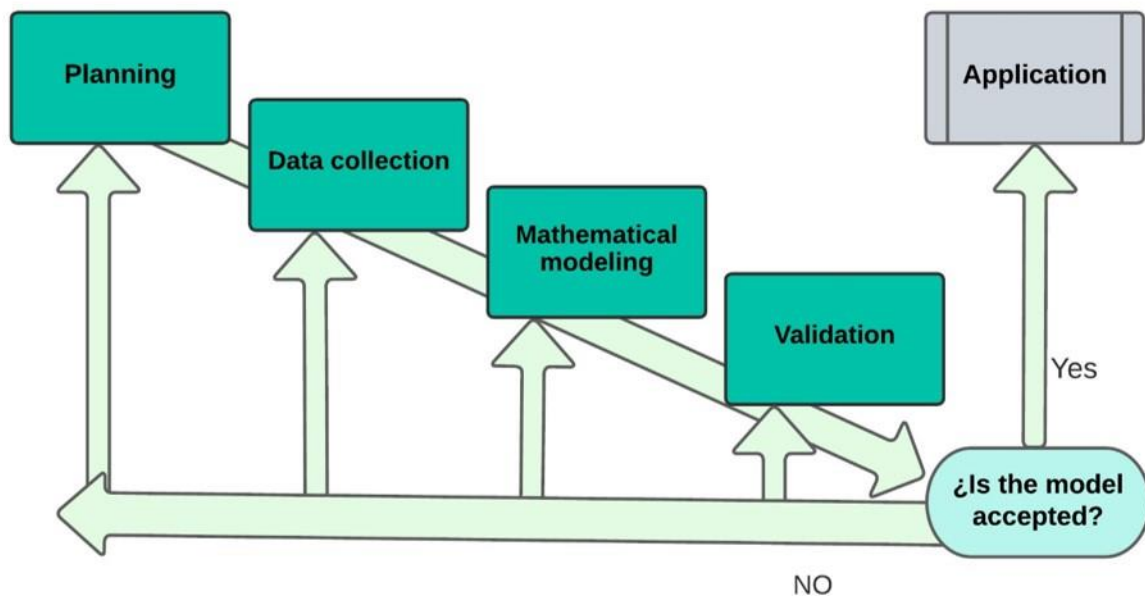 Planning
Application
Data collection
Mathematical
modeling
Validation
Yes
¿Is the model
accepted?
NO